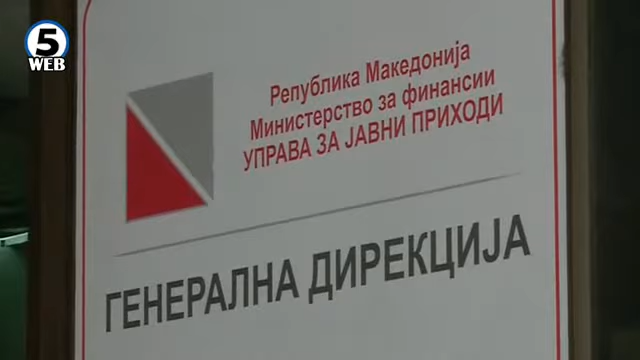 5
WEB
Република Македонија
Министерство за финансии
УПРАВА ЗА ЈАВНИ ПРИХОДИ
ГЕНЕРАЛНА ДИРЕКЦИЈА